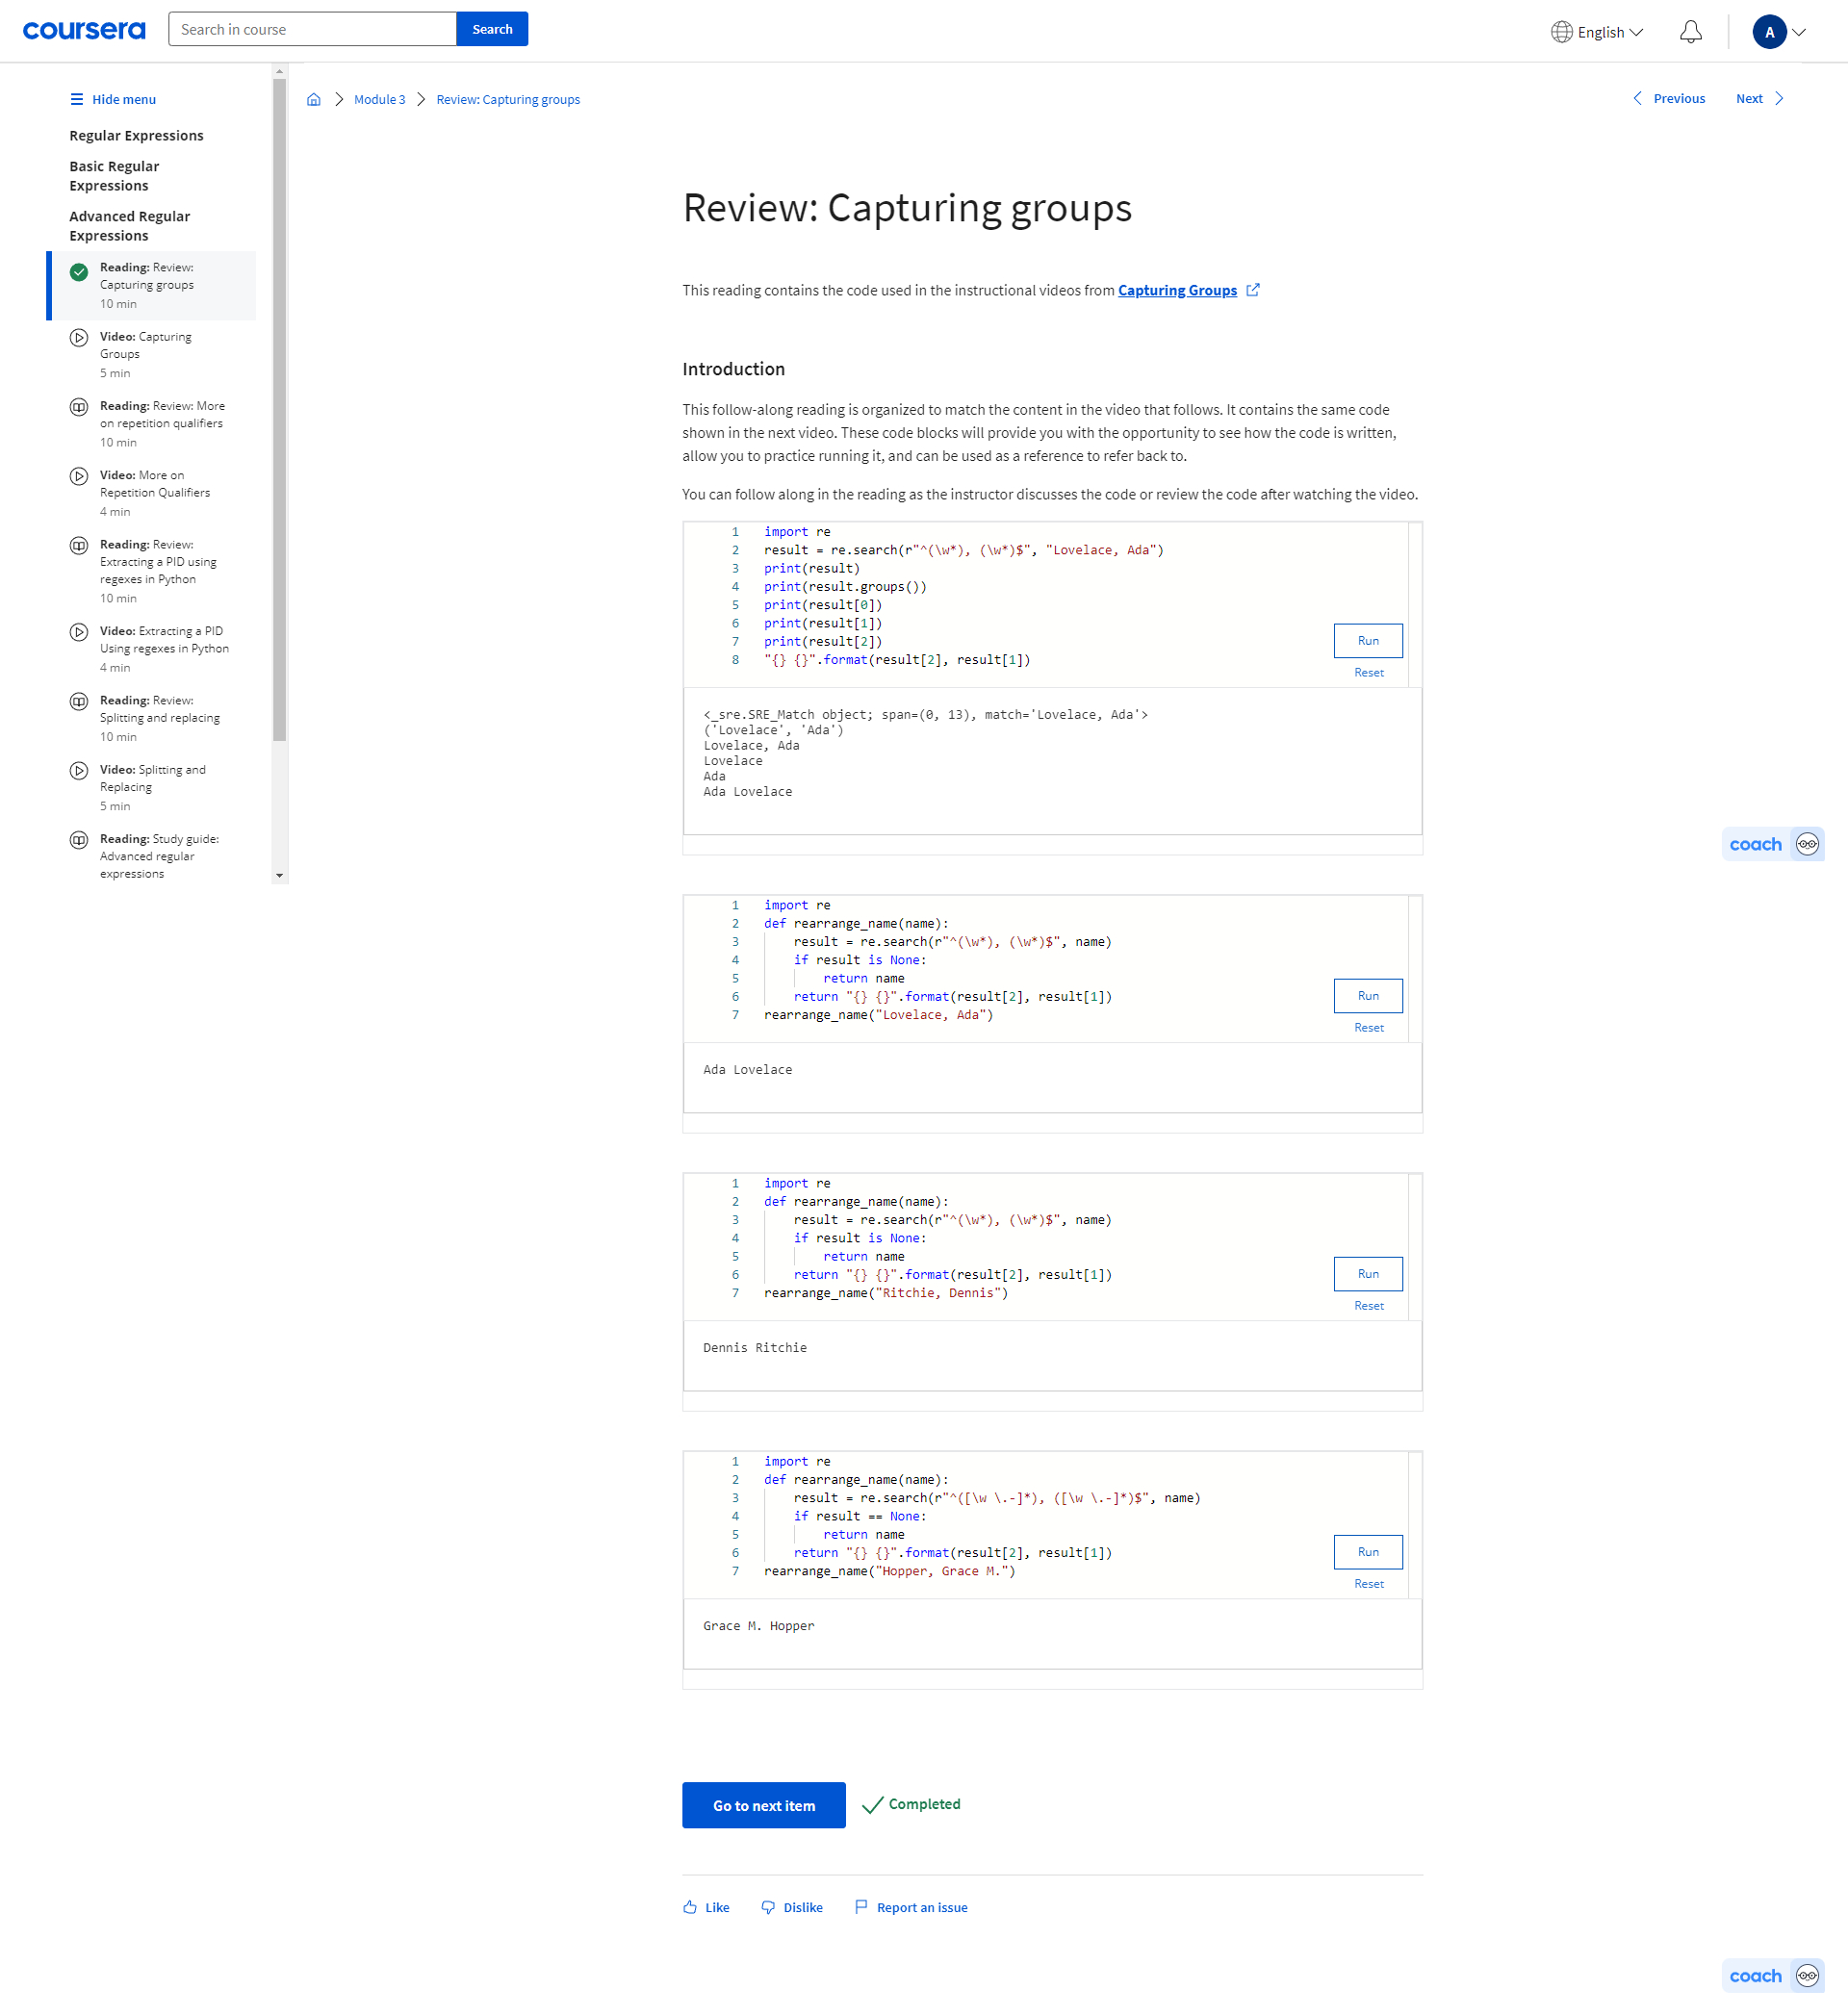 coursera
Search in course
Search
English
A
Hide menu
Regular Expressions
Basic Regular
Expressions
Advanced Regular
Expressions
Reading: Review:
Capturing groups
10 min
Video: Capturing
Groups
5 min
Reading: Review: More
on repetition qualifiers
10 min
Video: More on
Repetition Qualifiers
4 min
Reading: Review:
Extracting a PID using
regexes in Python
10 min
Video: Extracting a PID
Using regexes in Python
4 min
Reading: Review:
Splitting and replacing
10 min
Video: Splitting and
Replacing
5 min
Reading: Study guide:
Advanced regular
expressions
Module 3
Review: Capturing groups
Previous
Next
Review: Capturing groups
This reading contains the code used in the instructional videos from Capturing Groups
Introduction
This follow-along reading is organized to match the content in the video that follows. It contains the same code
shown in the next video. These code blocks will provide you with the opportunity to see how the code is written,
allow you to practice running it, and can be used as a reference to refer back to.
You can follow along in the reading as the instructor discusses the code or review the code after watching the video.
1 import re
2 result = re.search(r"^(\w*), (\w*)$", "Lovelace, Ada")
3 print(result)
4 print(result.groups())
5 print(result[0])
6 print(result[1])
7 print(result[2])
8 "{} {}".format(result[2], result[1])
Run
Reset
<_sre.SRE_Match object; span=(0, 13), match='Lovelace, Ada'>
('Lovelace', 'Ada')
Lovelace, Ada
Lovelace
Ada
Ada Lovelace
coach
1 import re
2 def rearrange_name(name):
3     result = re.search(r"^(\w*), (\w*)$", name)
4     if result is None:
5         return name
6     return "{} {}".format(result[2], result[1])
7 rearrange_name("Lovelace, Ada")
Run
Reset
Ada Lovelace
1 import re
2 def rearrange_name(name):
3     result = re.search(r"^(\w*), (\w*)$", name)
4     if result is None:
5         return name
6     return "{} {}".format(result[2], result[1])
7 rearrange_name("Ritchie, Dennis")
Run
Reset
Dennis Ritchie
1 import re
2 def rearrange_name(name):
3     result = re.search(r"^([\w \.-]*), ([\w \.-]*)$", name)
4     if result == None:
5         return name
6     return "{} {}".format(result[2], result[1])
7 rearrange_name("Hopper, Grace M.")
Run
Reset
Grace M. Hopper
Go to next item
Completed
Like
Dislike
Report an issue
coach